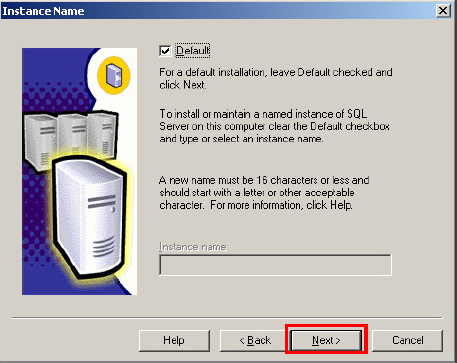 Instance Name
Default
For a default installation, leave Default checked and
click Next.
To install or maintain a named instance of SQL
Server on this computer clear the Default checkbox
and type or select an instance name.
A new name must be 16 characters or less and
should start with a letter or other acceptable
character. For more information, click Help.
Instance name:
Help
< Back
Next >
Cancel